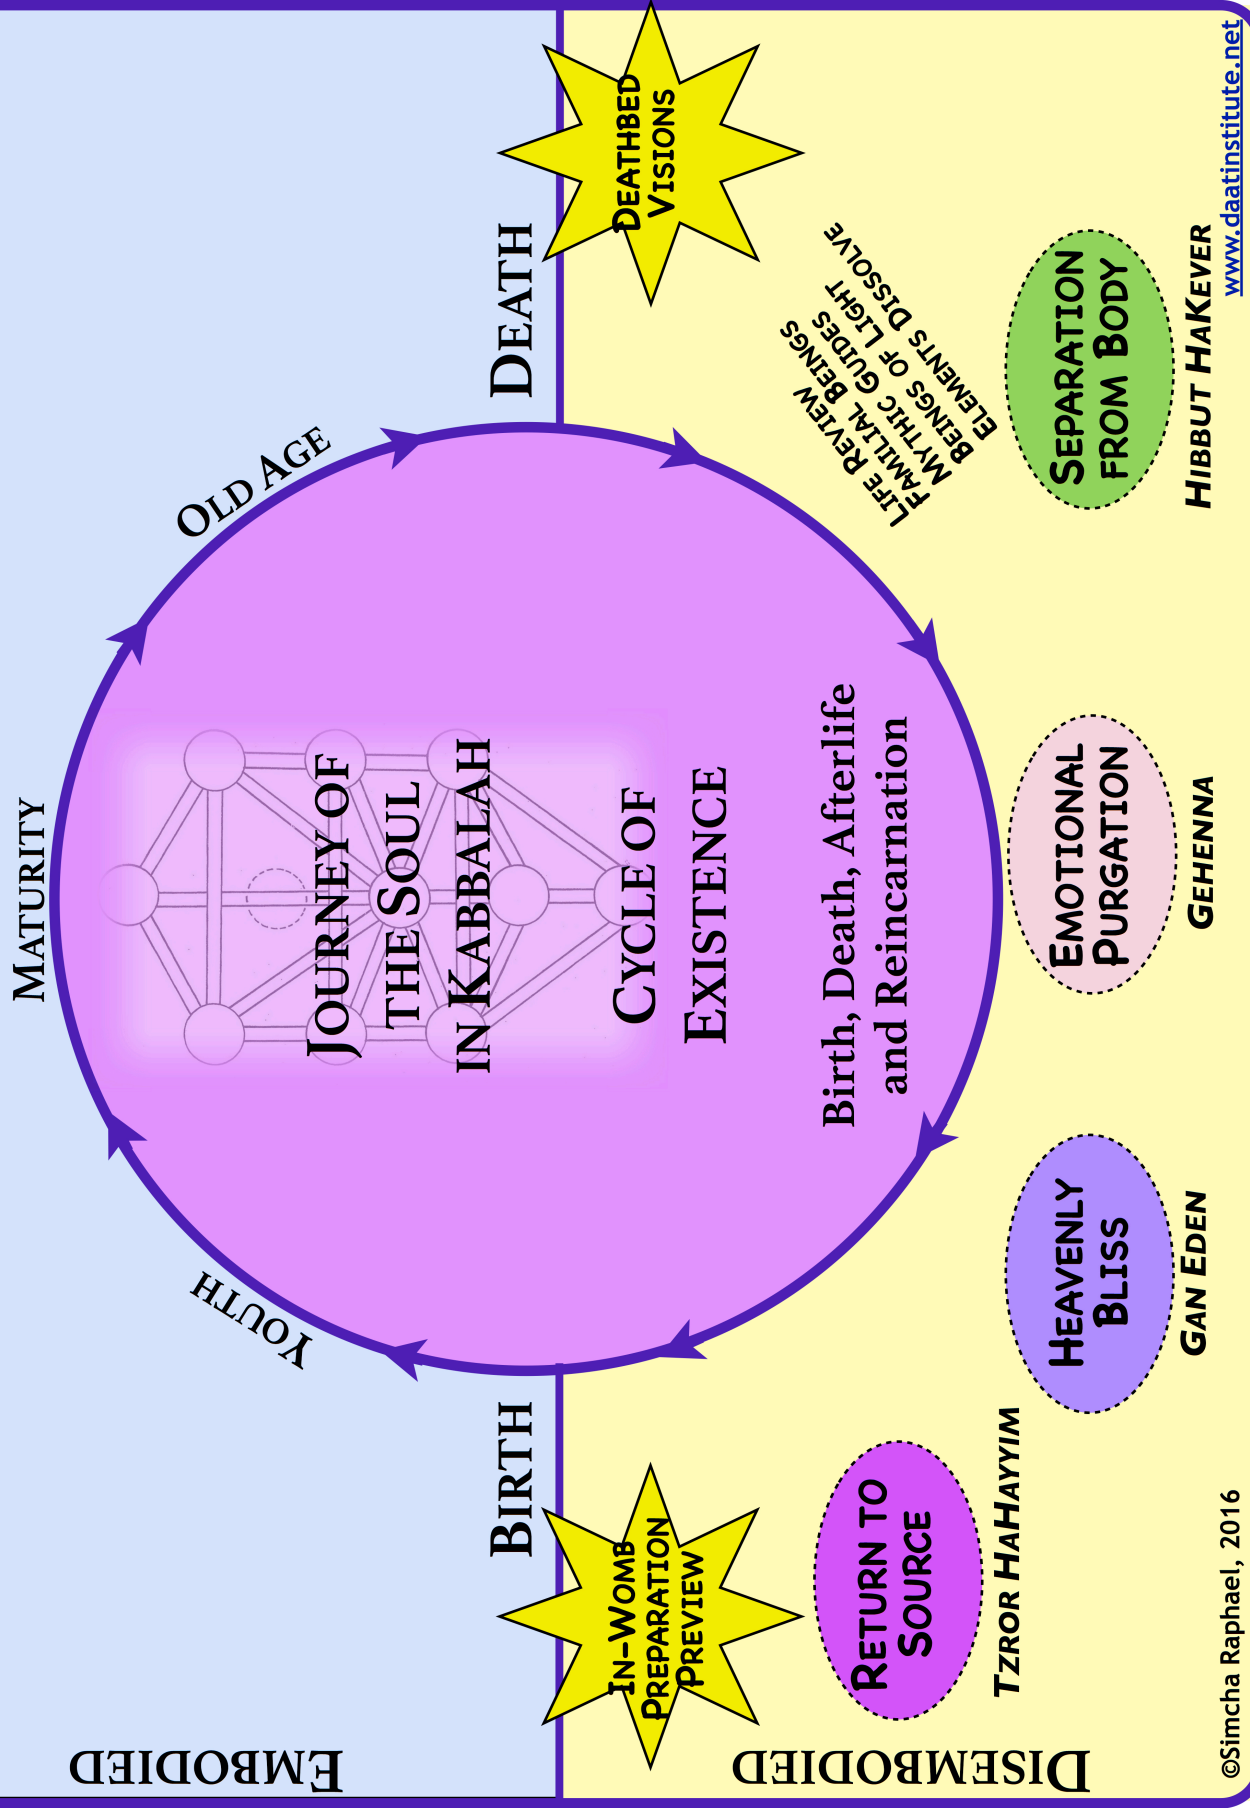 MATURITY
YOUTH
OLD AGE
EMBODIED
BIRTH
DEATH
JOURNEY OF
THE SOUL
IN KABBALAH
CYCLE OF
EXISTENCE
Birth, Death, Afterlife
and Reincarnation
DISEMBODIED
IN-WOMB
PREPARATION
PREVIEW
DEATHBED
VISIONS
LIFE REVIEW
FAMILIAL BEINGS
MYTHIC GUIDES
BEINGS OF LIGHT
ELEMENTS DISSOLVE
RETURN TO
SOURCE
TZROR HAHAYYIM
HEAVENLY
BLISS
GAN EDEN
EMOTIONAL
PURGATION
GEHENNA
SEPARATION
FROM BODY
HIBBUT HAKEVER
©Simcha Raphael, 2016
www.daatinstitute.net